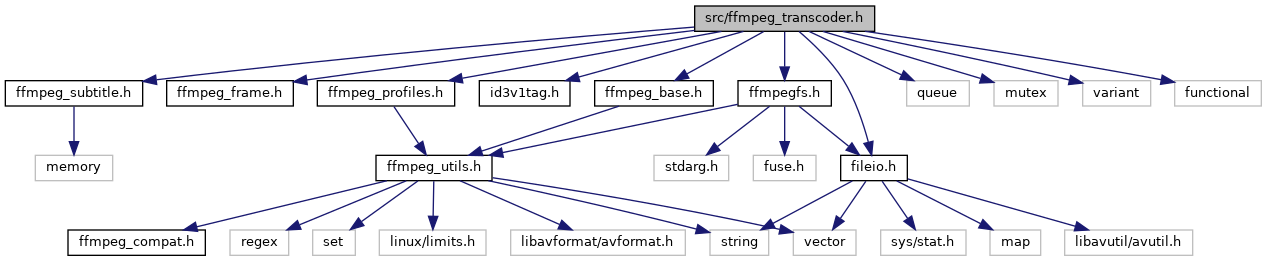 src/ffmpeg_transcoder.h
ffmpeg_subtitle.h
ffmpeg_frame.h
ffmpeg_profiles.h
id3v1tag.h
ffmpeg_base.h
ffmpegfs.h
queue
mutex
variant
functional
memory
ffmpeg_utils.h
stdarg.h
fuse.h
fileio.h
ffmpeg_compat.h
regex
set
linux/limits.h
libavformat/avformat.h
string
vector
sys/stat.h
map
libavutil/avutil.h